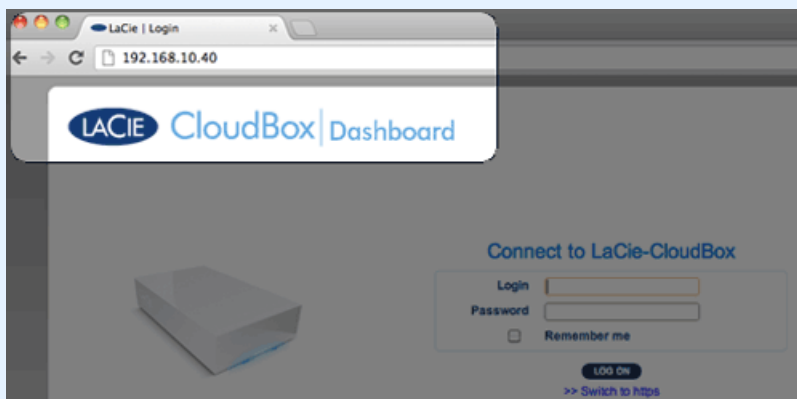 LaCie | Login
192.168.10.40
LACIE CloudBox | Dashboard
Connect to LaCie-CloudBox
Login
Password
Remember me
LOG ON
>> Switch to https